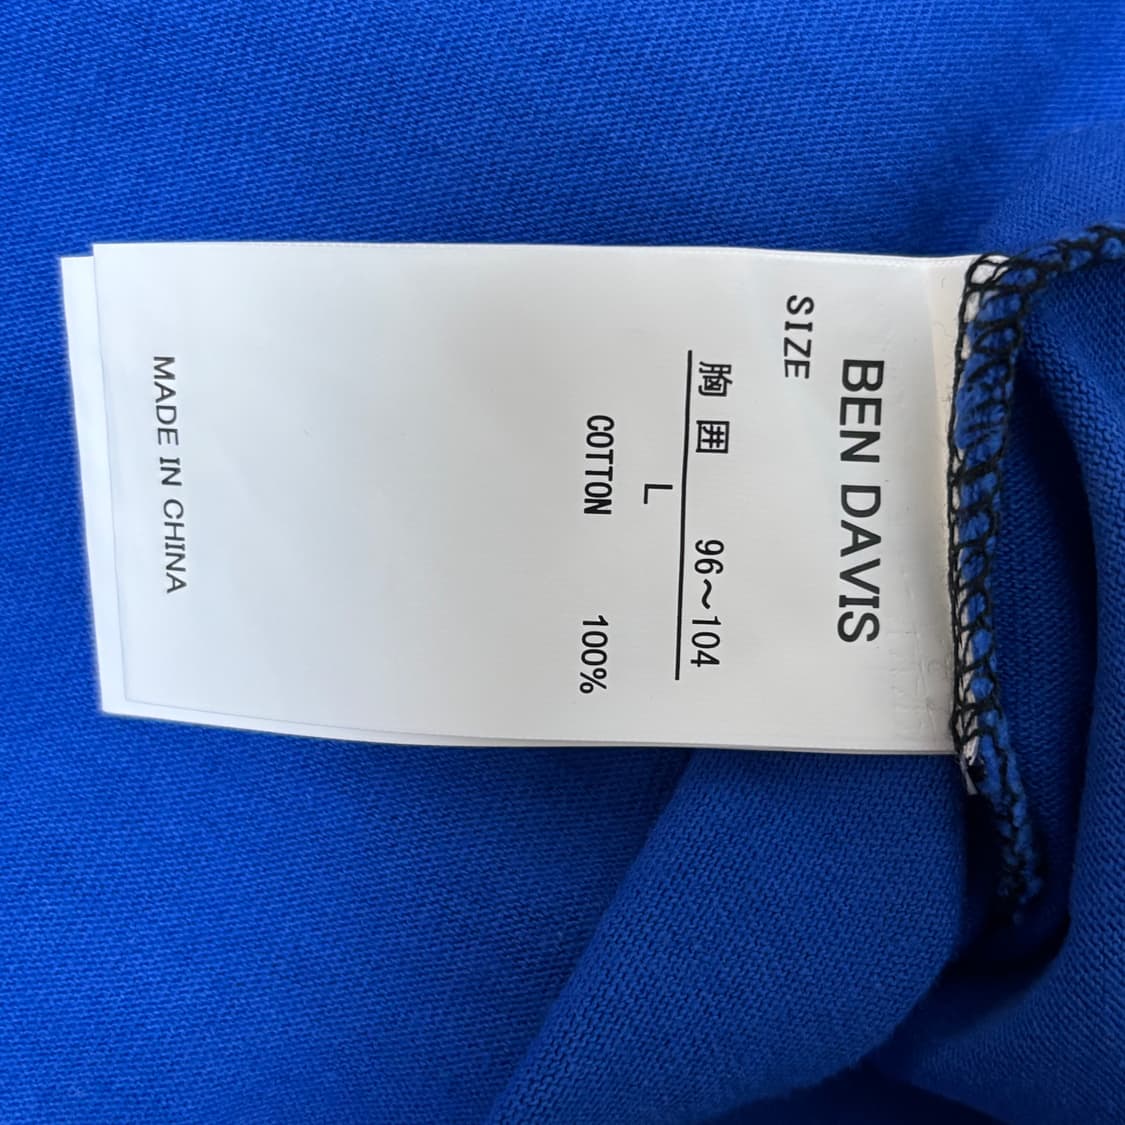 BEN DAVIS
SIZE
胸囲 96～104
L
COTTON 100%
MADE IN CHINA